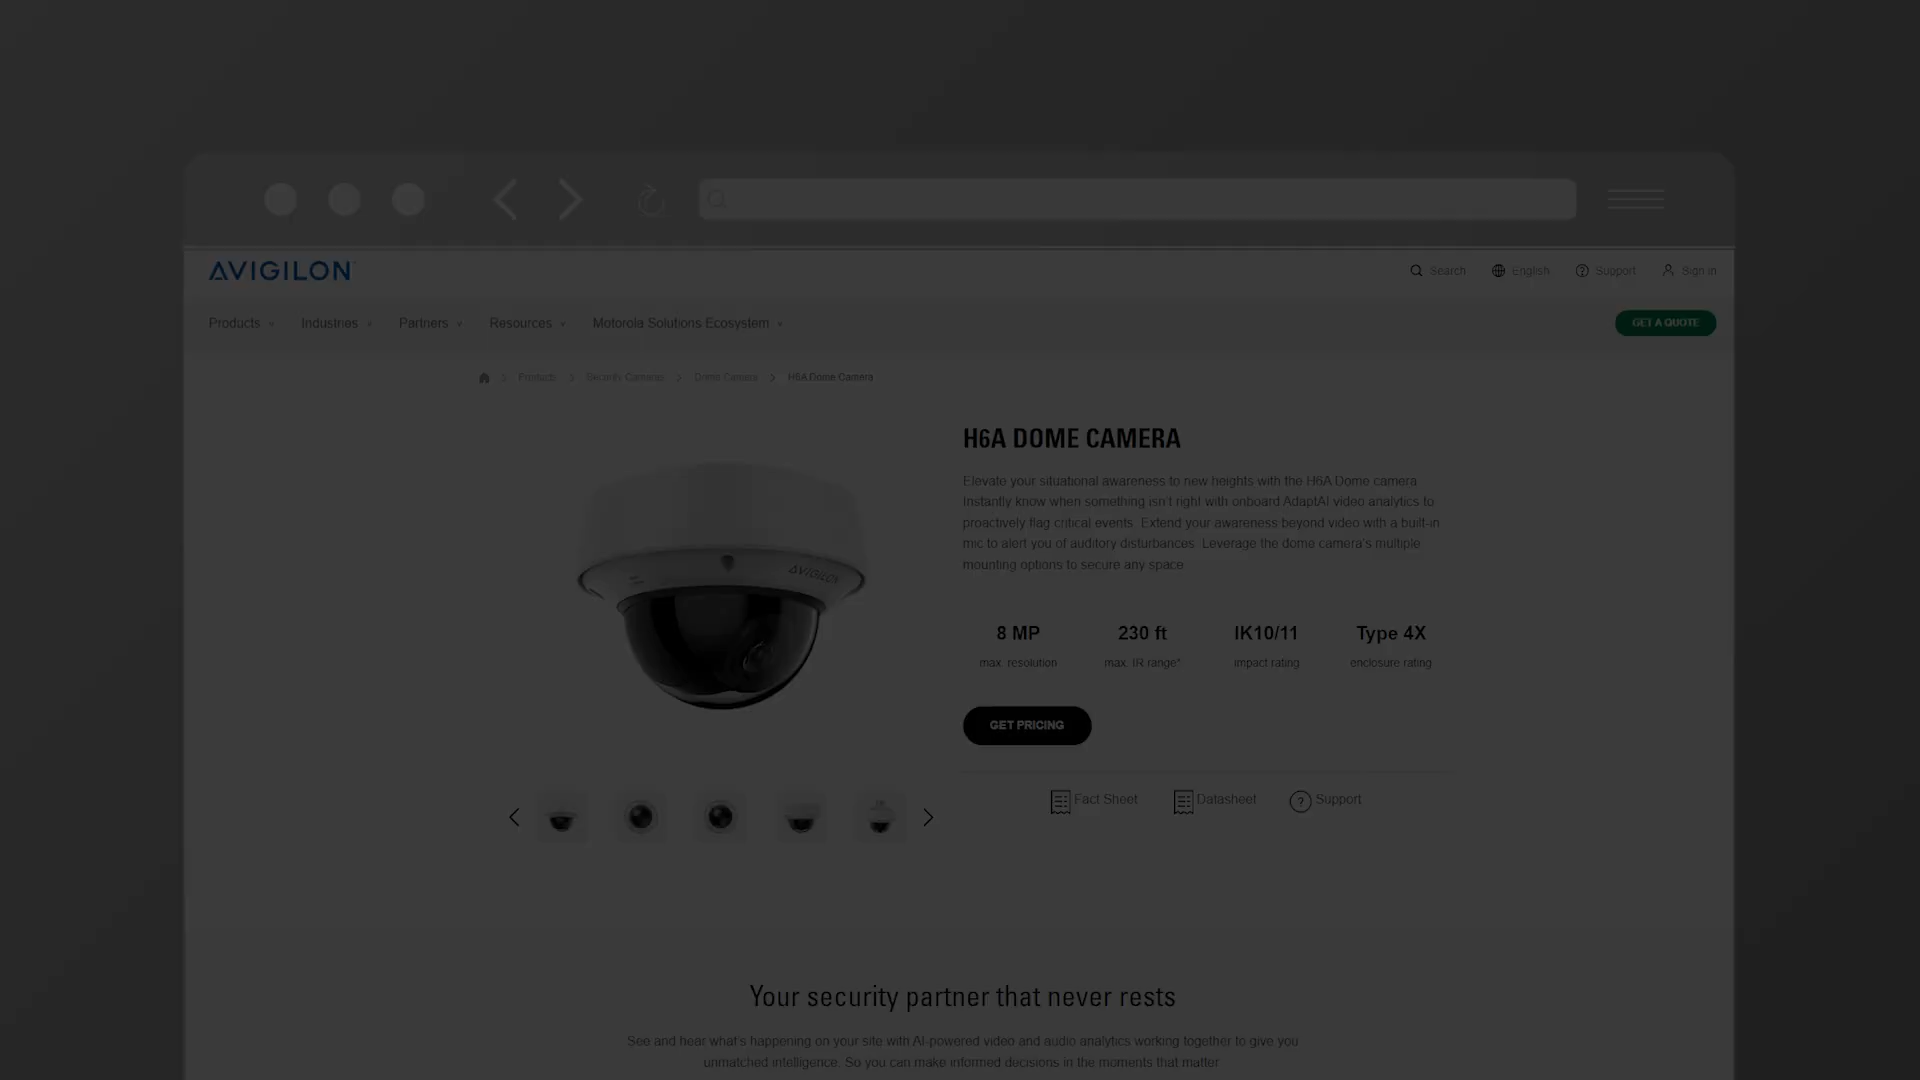 AVIGILON
Search English Support Sign in
Products Industries Partners Resources Motorola Solutions Ecosystem
GET A QUOTE
Products Security Cameras Dome Camera H6A Dome Camera
H6A DOME CAMERA
Elevate your situational awareness to new heights with the H6A Dome camera
Instantly know when something isn't right with onboard AdaptAI video analytics to
proactively flag critical events. Extend your awareness beyond video with a built-in
mic to alert you of auditory disturbances. Leverage the dome camera's multiple
mounting options to secure any space
AVIGILON
8 MP 230 ft IK10/11 Type 4X
max. resolution max. IR range* impact rating enclosure rating
GET PRICING
Fact Sheet Datasheet Support
Your security partner that never rests
See and hear what's happening on your site with AI-powered video and audio analytics working together to give you
unmatched intelligence. So you can make informed decisions in the moments that matter